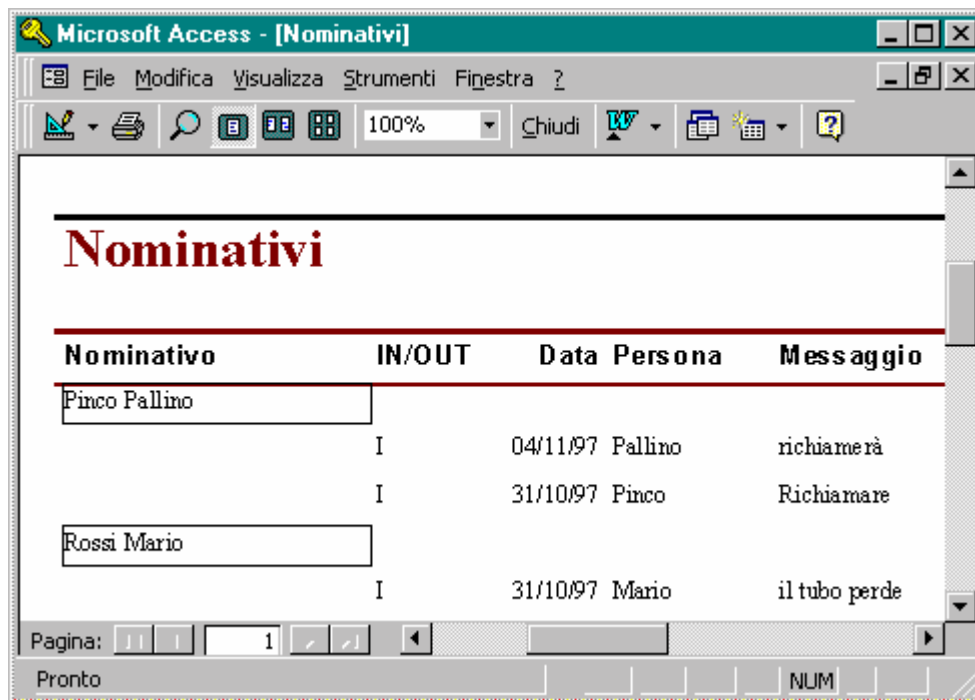 Microsoft Access - [Nominativi]
File Modifica Visualizza Strumenti Finestra ?
100% Chiudi W ?
Nominativi
Nominativo IN/OUT Data Persona Messaggio
Pinco Pallino
I 04/11/97 Pallino richiamerà
I 31/10/97 Pinco Richiamare
Rossi Mario
I 31/10/97 Mario il tubo perde
Pagina: 1
Pronto NUM